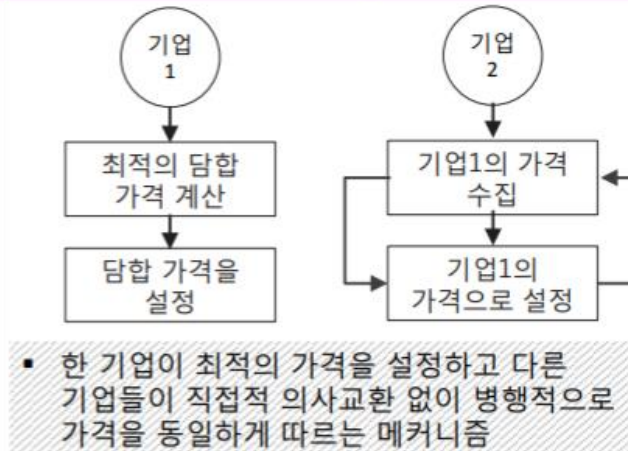 기업
1
최적의 담합
가격 계산
담합 가격을
설정
기업
2
기업1의 가격
수집
기업1의
가격으로 설정
▪ 한 기업이 최적의 가격을 설정하고 다른
기업들이 직접적 의사교환 없이 병행적으로
가격을 동일하게 따르는 메커니즘